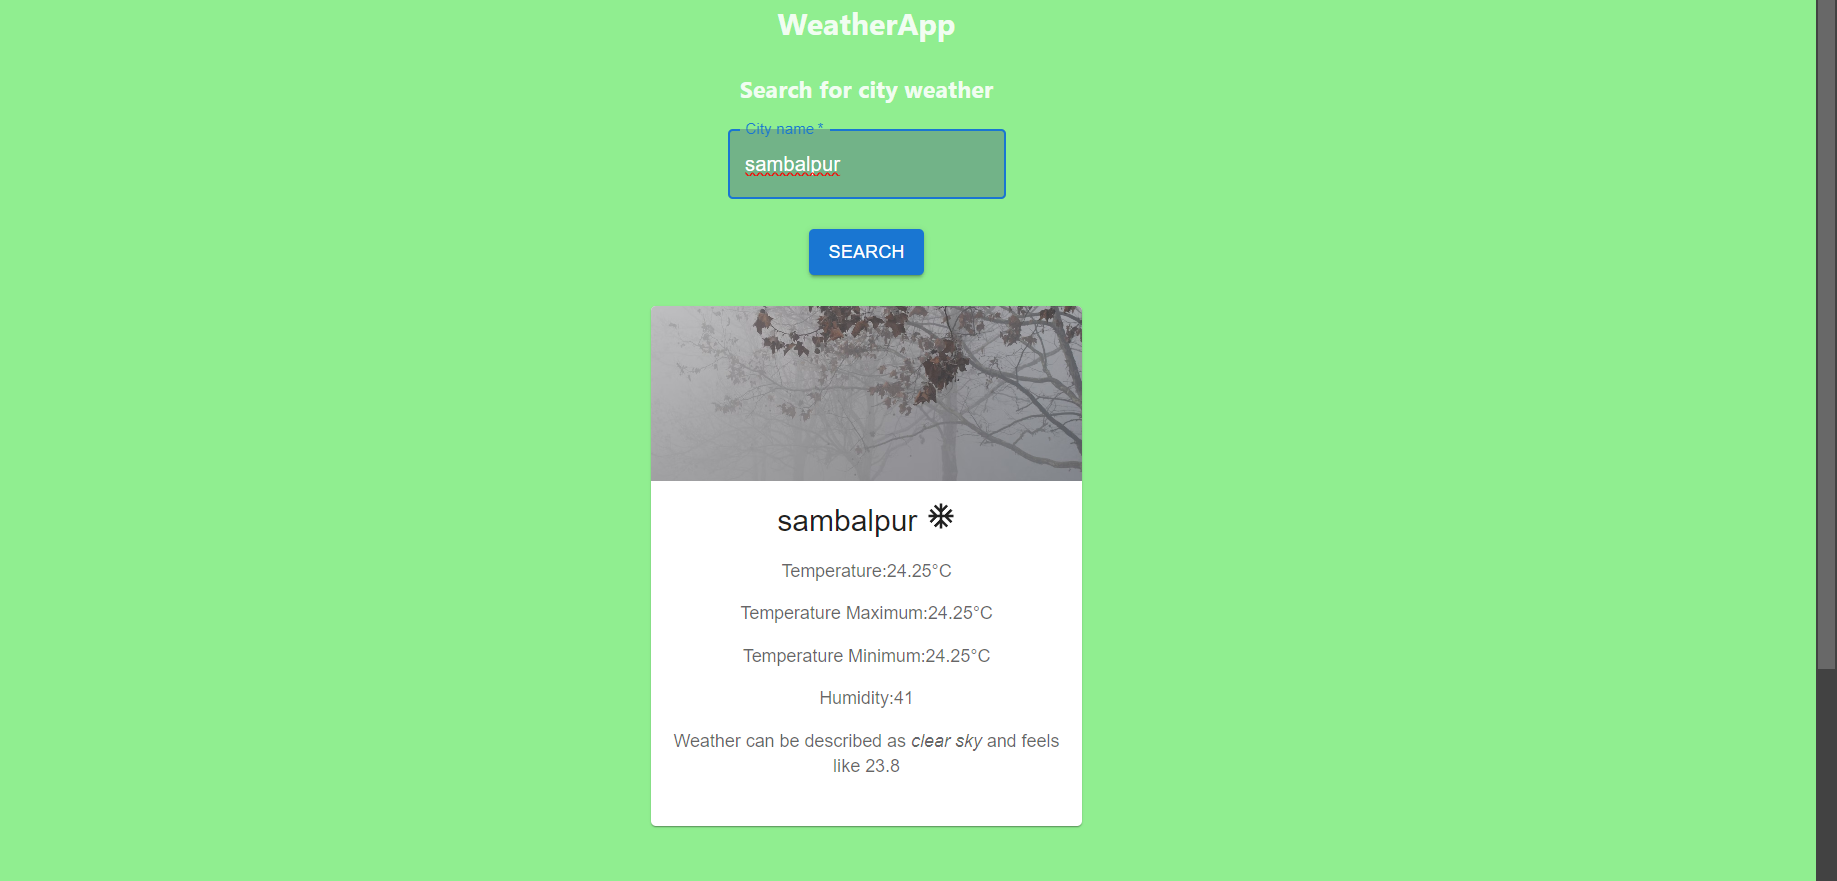 WeatherApp
Search for city weather
City name *
sambalpur
SEARCH
sambalpur
Temperature:24.25°C
Temperature Maximum:24.25°C
Temperature Minimum:24.25°C
Humidity:41
Weather can be described as clear sky and feels
like 23.8